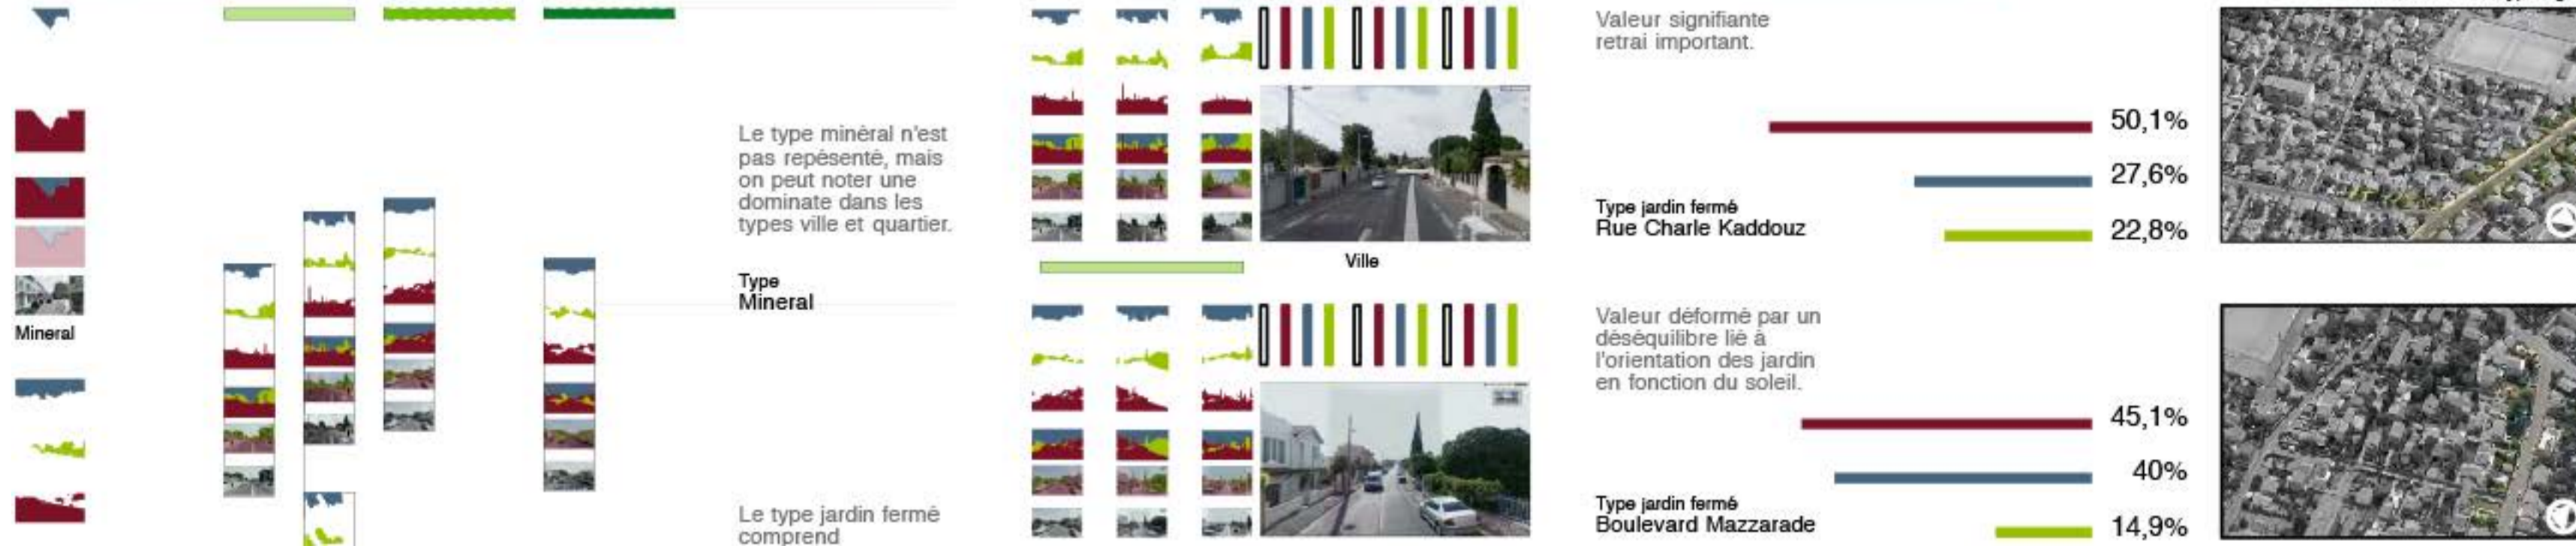 Mineral
Le type minéral n'est
pas repésenté, mais
on peut noter une
dominate dans les
types ville et quartier.
Type
Mineral
Le type jardin fermé
comprend
Ville
Valeur signifiante
retrai important.
50,1%
27,6%
22,8%
Type jardin fermé
Rue Charle Kaddouz
Valeur déformé par un
déséquilibre lié à
l'orientation des jardin
en fonction du soleil.
45,1%
40%
14,9%
Type jardin fermé
Boulevard Mazzarade